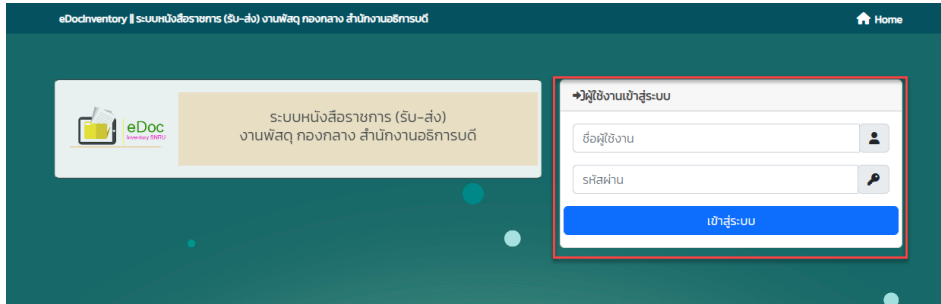 eDocInventory || ระบบหนังสือราชการ (รับ-ส่ง) งานพัสดุ กองกลาง สำนักงานอธิการบดี
Home
eDoc
Inventory SNRU
ระบบหนังสือราชการ (รับ-ส่ง)
งานพัสดุ กองกลาง สำนักงานอธิการบดี
ผู้ใช้งานเข้าสู่ระบบ
ชื่อผู้ใช้งาน
รหัสผ่าน
เข้าสู่ระบบ